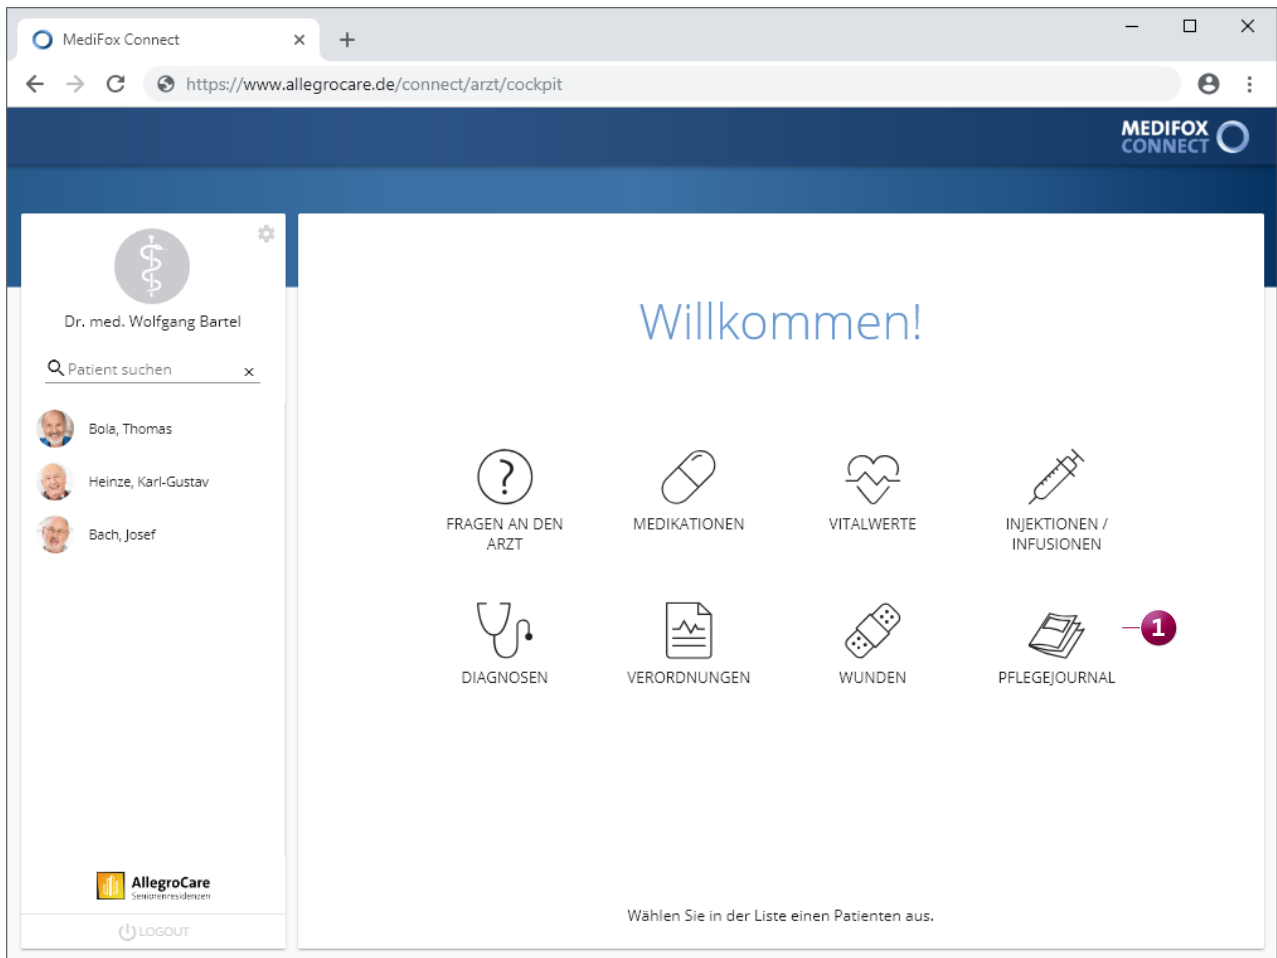 MediFox Connect
https://www.allegrocare.de/connect/arzt/cockpit
MEDIFOX
CONNECT
Dr. med. Wolfgang Bartel
Patient suchen
Bola, Thomas
Heinze, Karl-Gustav
Bach, Josef
AllegroCare
Seniorenresidenzen
LOGOUT
Willkommen!
FRAGEN AN DEN
ARZT
MEDIKATIONEN
VITALWERTE
INJEKTIONEN /
INFUSIONEN
DIAGNOSEN
VERORDNUNGEN
WUNDEN
PFLEGEJOURNAL
1
Wählen Sie in der Liste einen Patienten aus.